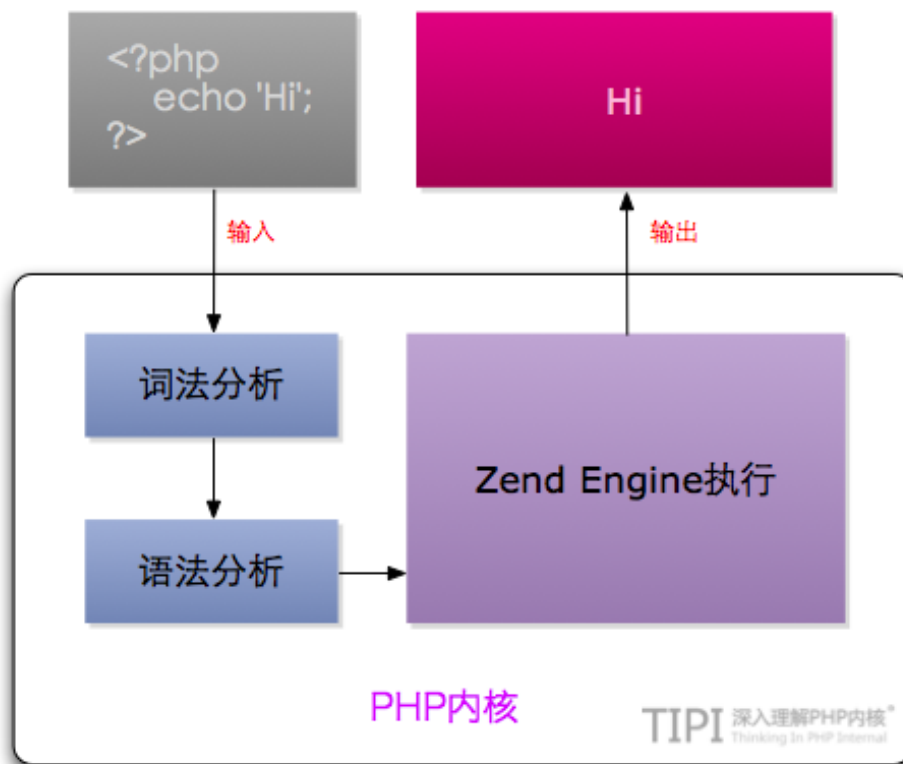 <?php
echo 'Hi';
?>
Hi
输入
输出
词法分析
Zend Engine执行
语法分析
PHP内核
TIPI 深入理解PHP内核®
Thinking In PHP Internal